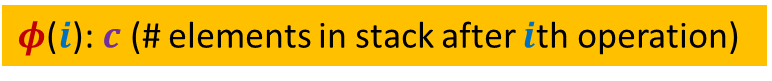 ϕ(i): c (# elements in stack after ith operation)